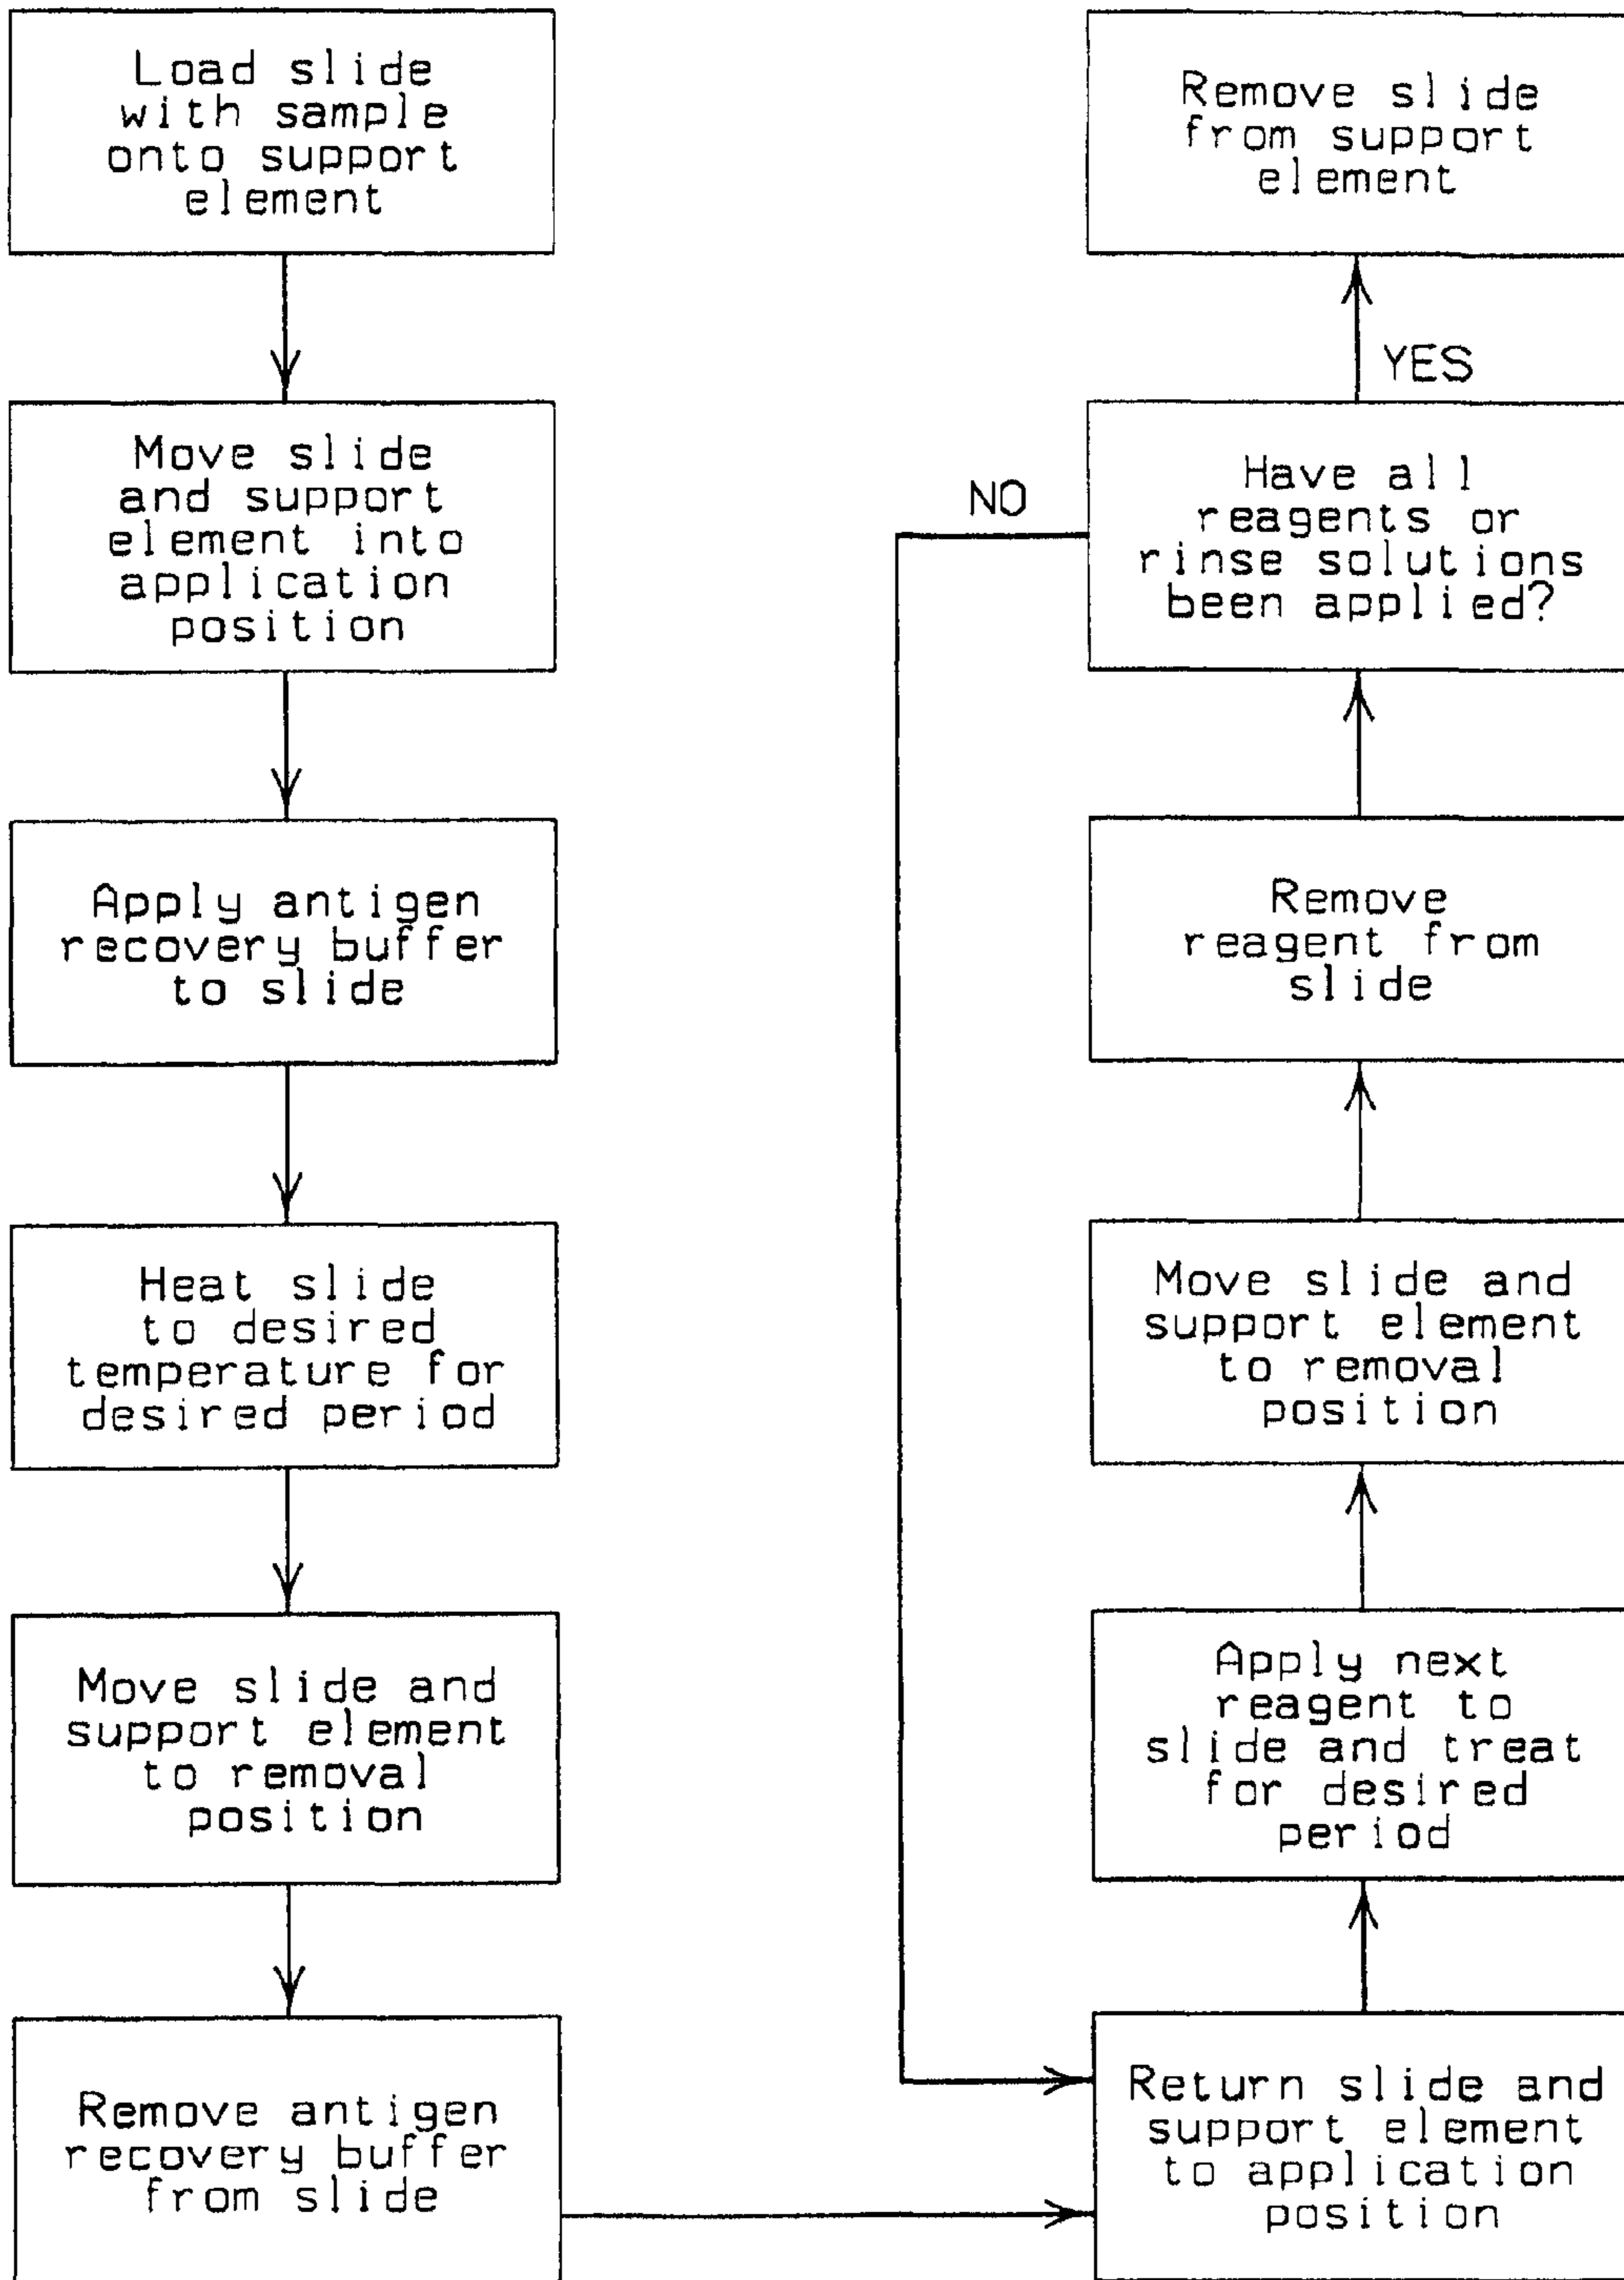 Load slide
with sample
onto support
element
Move slide
and support
element into
application
position
Apply antigen
recovery buffer
to slide
Heat slide
to desired
temperature for
desired period
Move slide and
support element
to removal
position
Remove antigen
recovery buffer
from slide
Return slide and
support element
to application
position
Apply next
reagent to
slide and treat
for desired
period
Move slide and
support element
to removal
position
Remove
reagent from
slide
Have all
reagents or
rinse solutions
been applied?
NO
YES
Remove slide
from support
element